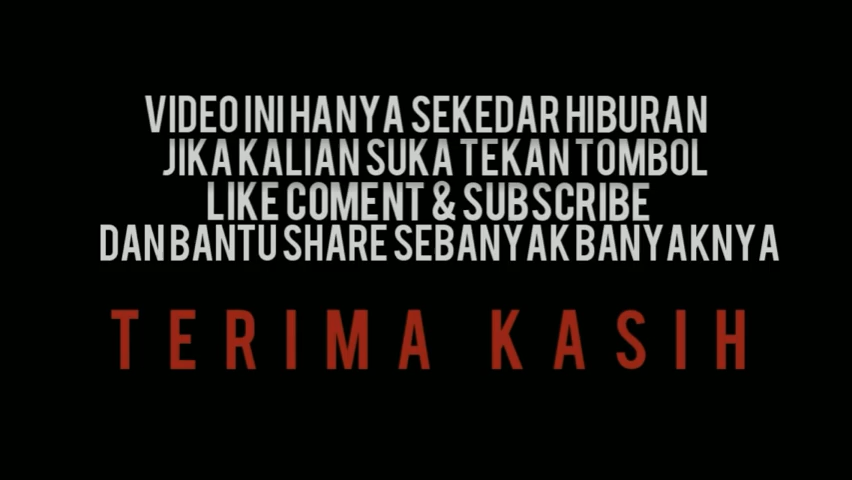 VIDEO INI HANYA SEKEDAR HIBURAN
JIKA KALIAN SUKA TEKAN TOMBOL
LIKE COMENT & SUBSCRIBE
DAN BANTU SHARE SEBANYAK BANYAKNYA
TERIMA KASIH